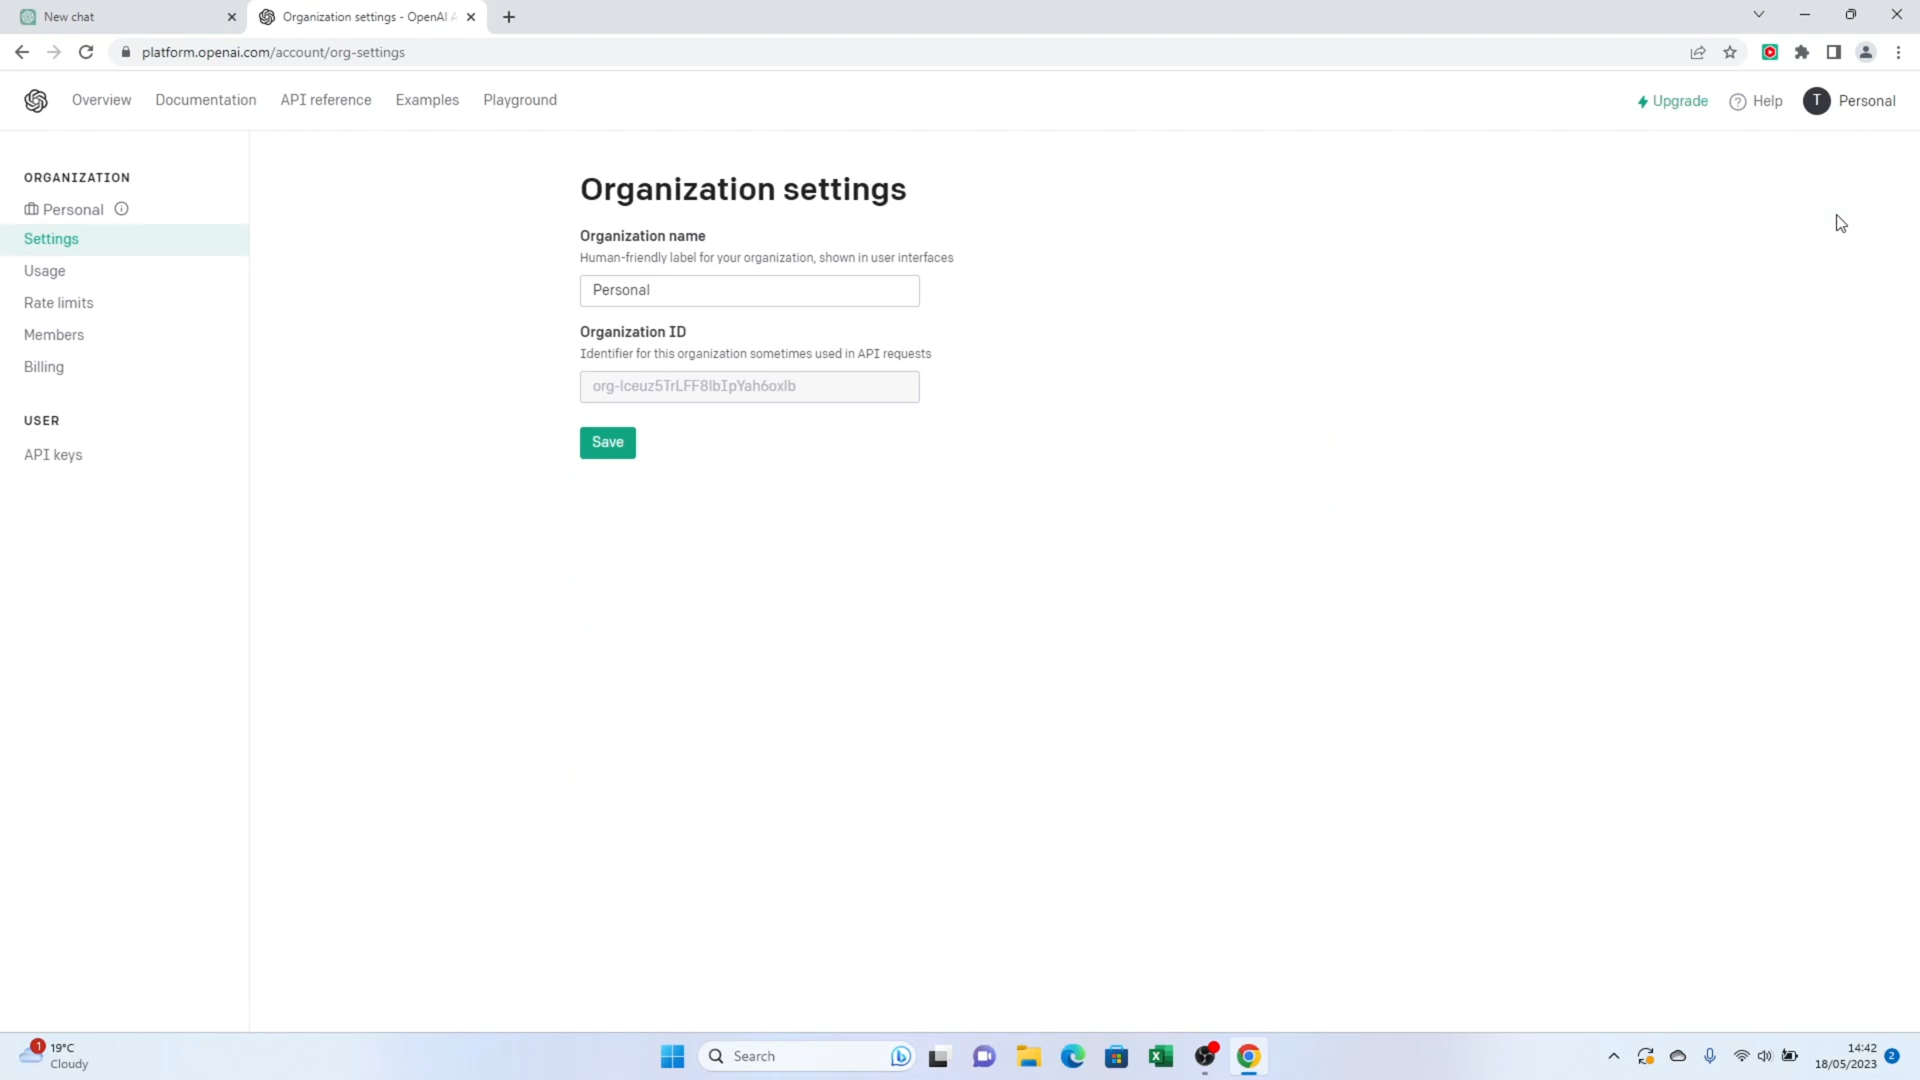 New chat
Organization settings - OpenAI A
platform.openai.com/account/org-settings
Overview
Documentation
API reference
Examples
Playground
Upgrade
? Help
T Personal
ORGANIZATION
Personal
Settings
Usage
Rate limits
Members
Billing
USER
API keys
Organization settings
Organization name
Human-friendly label for your organization, shown in user interfaces
Personal
Organization ID
Identifier for this organization sometimes used in API requests
org-lceuz5TrLFF8lbIpYah6oxlb
Save
1
19°C
Cloudy
Search
14:42
18/05/2023
2